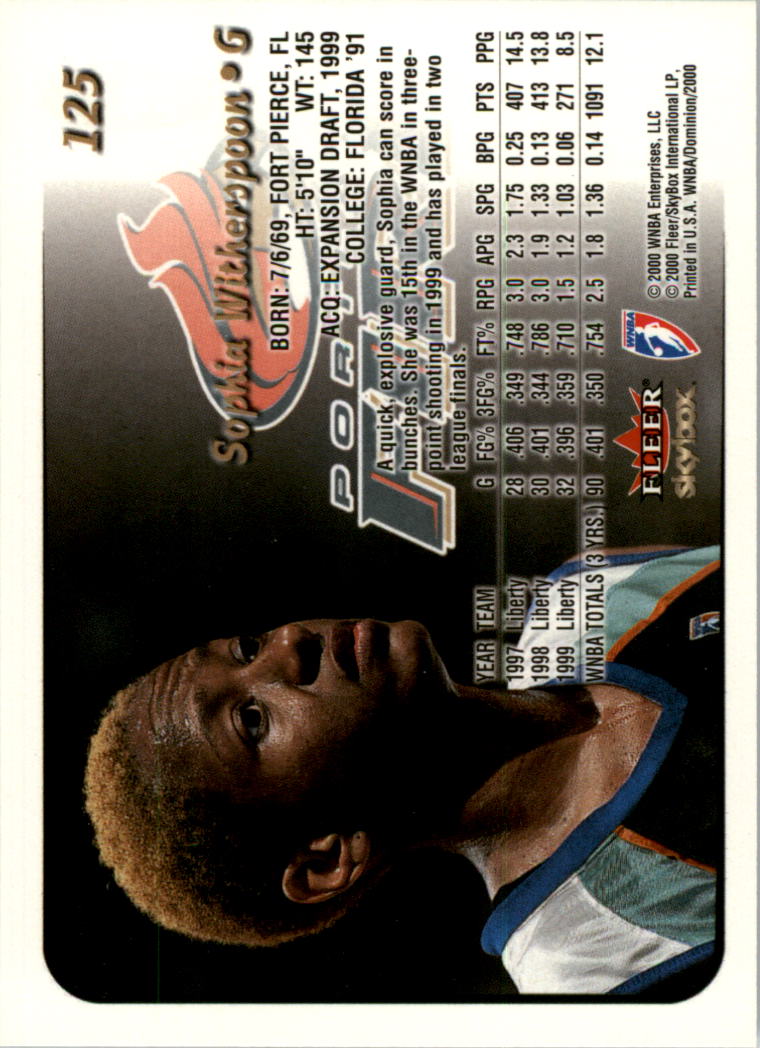 125
Sophia Witherspoon • G
BORN: 7/6/69, FORT PIERCE, FL
HT: 5'10" WT: 145
ACQ: EXPANSION DRAFT, 1999
COLLEGE: FLORIDA '91
PORT
FIRE
A quick, explosive guard, Sophia can score in
bunches. She was 15th in the WNBA in three-
point shooting in 1999 and has played in two
league finals.
YEAR TEAM G FG% 3FG% FT% RPG APG SPG BPG PTS PPG
1997 Liberty 28 .406 .349 .748 3.0 2.3 1.75 0.25 407 14.5
1998 Liberty 30 .401 .344 .786 3.0 1.9 1.33 0.13 413 13.8
1999 Liberty 32 .396 .359 .710 1.5 1.2 1.03 0.06 271 8.5
WNBA TOTALS (3 YRS.) 90 .401 .350 .754 2.5 1.8 1.36 0.14 1091 12.1
FLEER®
skybox.
WNBA
© 2000 WNBA Enterprises, LLC
© 2000 Fleer/SkyBox International LP,
Printed in U.S.A. WNBA/Dominion/2000